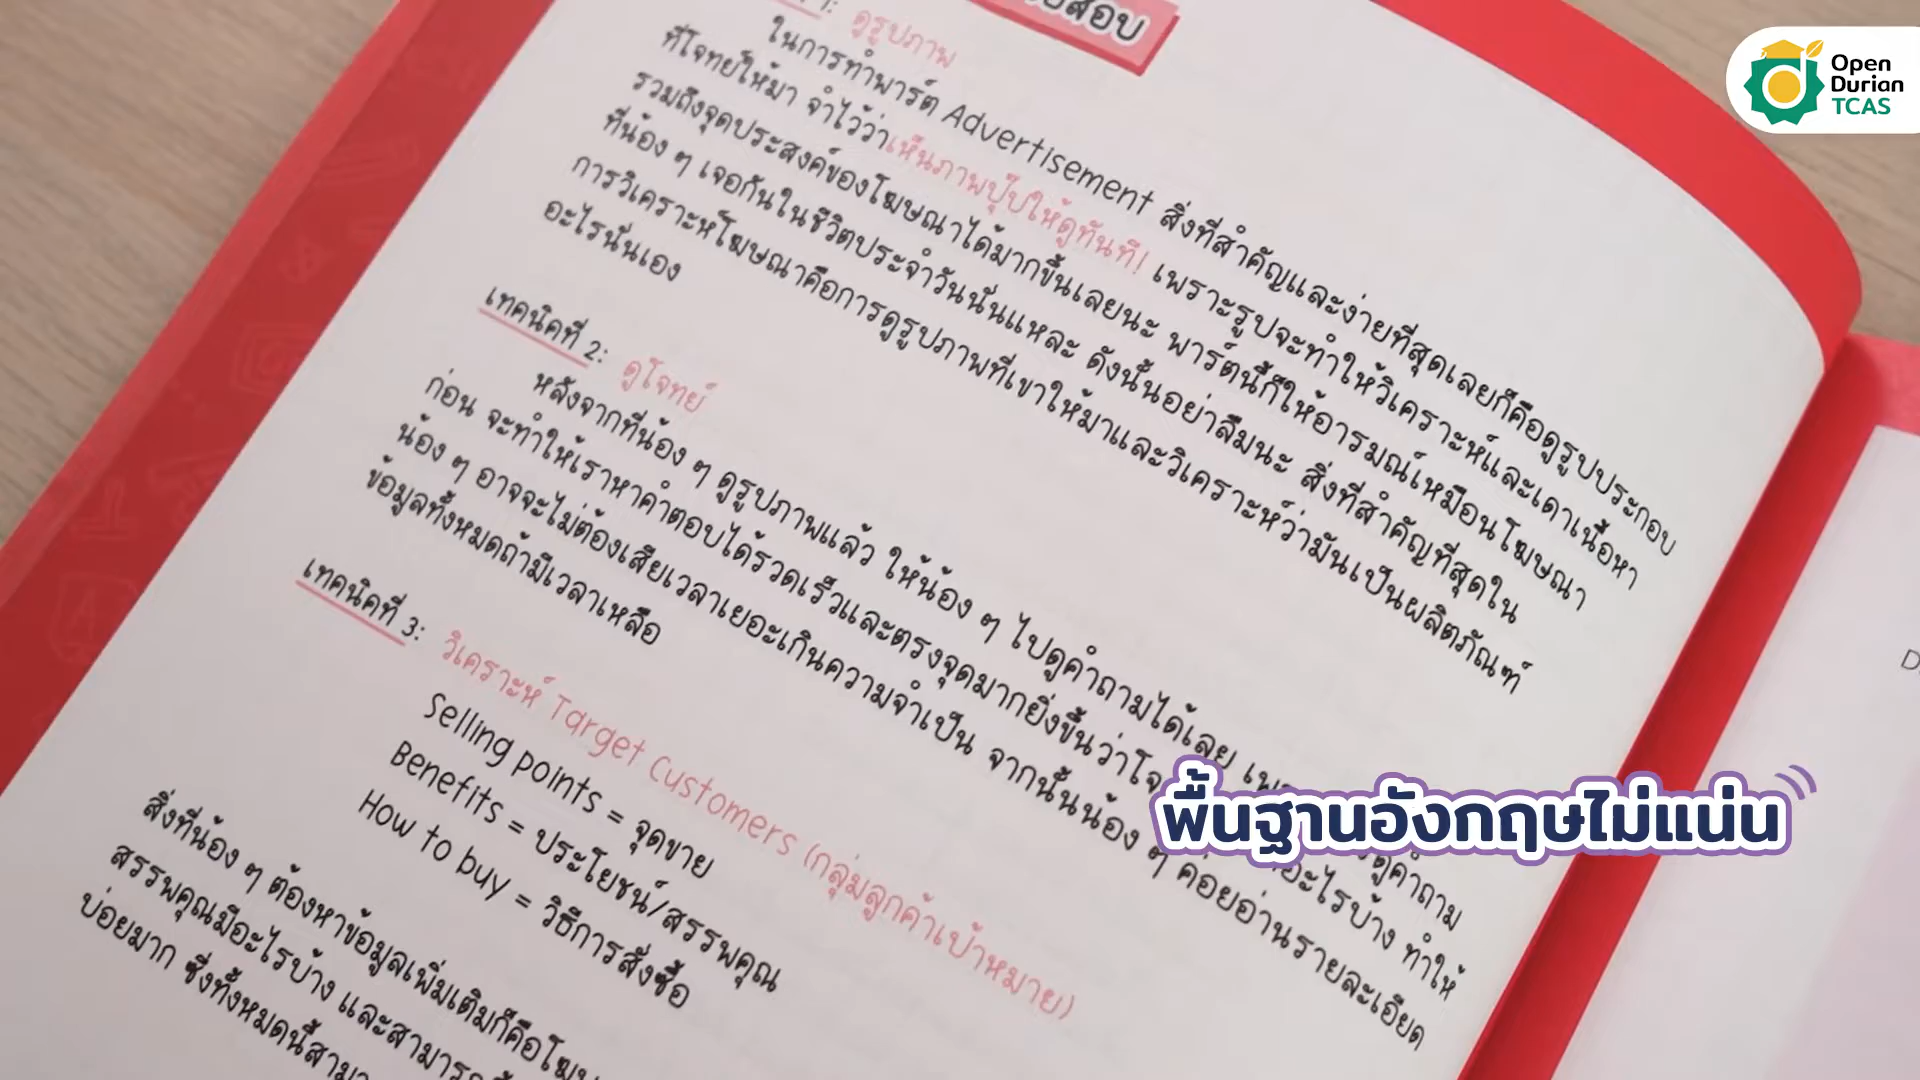 ดูรูปภาพ
ในการทำพาร์ต Advertisement สิ่งที่สำคัญและง่ายที่สุดเลยก็คือดูรูปประกอบ
ที่โจทย์ให้มา จำไว้ว่าเห็นภาพปุ๊ปให้ดูทันที! เพราะรูปจะทำให้วิเคราะห์และเดาเนื้อหา
รวมถึงจุดประสงค์ของโฆษณาได้มากขึ้นเลยนะ พาร์ตนี้ก็ให้อารมณ์เหมือนโฆษณา
ที่น้อง ๆ เจอกันในชีวิตประจำวันนั่นแหละ ดังนั้นอย่าลืมนะ สิ่งที่สำคัญที่สุดใน
การวิเคราะห์โฆษณาคือการดูรูปภาพที่เขาให้มาและวิเคราะห์ว่ามันเป็นผลิตภัณฑ์
อะไรนั่นเอง
เทคนิคที่ 2: ดูโจทย์
หลังจากที่น้อง ๆ ดูรูปภาพแล้ว ให้น้อง ๆ ไปดูคำถามได้เลย ดูคำถาม
ก่อน จะทำให้เราหาคำตอบได้รวดเร็วและตรงจุดมากยิ่งขึ้นว่า อะไรบ้าง ทำให้
น้อง ๆ อาจจะไม่ต้องเสียเวลาเยอะเกินความจำเป็น จากนั้นน้อง ๆ ค่อยอ่านรายละเอียด
ข้อมูลทั้งหมดถ้ามีเวลาเหลือ
เทคนิคที่ 3: วิเคราะห์ Target Customers (กลุ่มลูกค้าเป้าหมาย)
Selling points = จุดขาย
Benefits = ประโยชน์/สรรพคุณ
How to buy = วิธีการสั่งซื้อ
สิ่งที่น้อง ๆ ต้องหาข้อมูลเพิ่มเติมก็คือ
สรรพคุณมีอะไรบ้าง
บ่อยมาก
Open
Durian
TCAS
พื้นฐานอังกฤษไม่แน่น